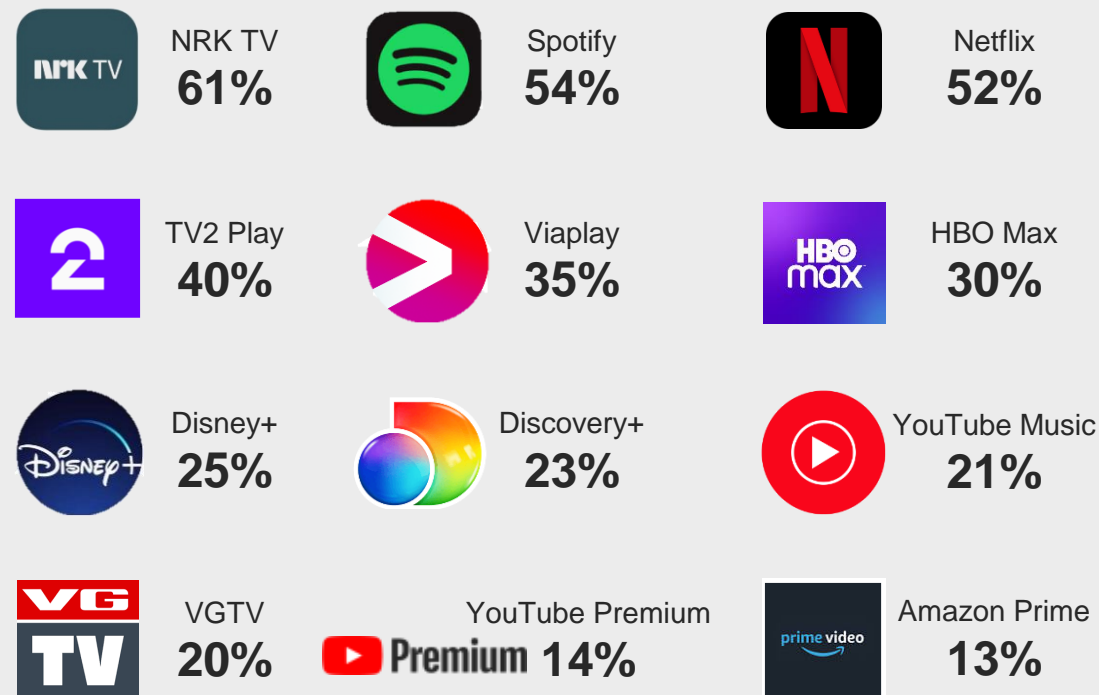 nrk TV
NRK TV
61%
Spotify
54%
N
Netflix
52%
2
TV2 Play
40%
Viaplay
35%
HBO
max
HBO Max
30%
Disney+
Disney+
25%
Discovery+
23%
YouTube Music
21%
VG
TV
VGTV
20%
Premium
YouTube Premium
14%
prime video
Amazon Prime
13%